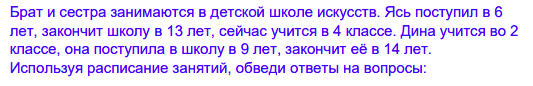 Брат и сестра занимаются в детской школе искусств. Ясь поступил в 6
лет, закончит школу в 13 лет, сейчас учится в 4 классе. Дина учится во 2
классе, она поступила в школу в 9 лет, закончит её в 14 лет.
Используя расписание занятий, обведи ответы на вопросы: